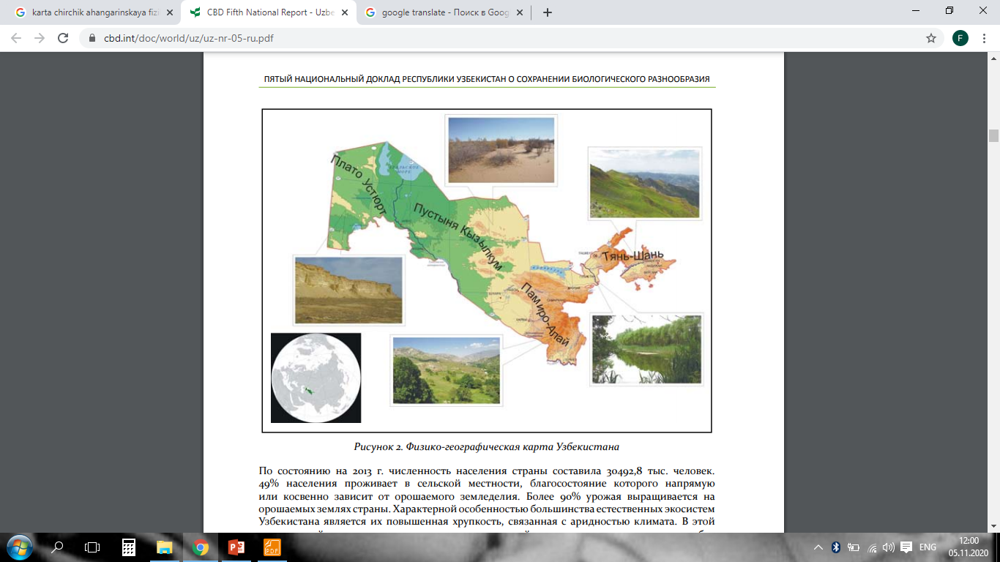 karta chirchik ahangarinskaya fizi
CBD Fifth National Report - Uzbe
google translate - Поиск в Goog
cbd.int/doc/world/uz/uz-nr-05-ru.pdf
F
ПЯТЫЙ НАЦИОНАЛЬНЫЙ ДОКЛАД РЕСПУБЛИКИ УЗБЕКИСТАН О СОХРАНЕНИИ БИОЛОГИЧЕСКОГО РАЗНООБРАЗИЯ
Плато Устюрт
Пустыня Кызылкум
Тянь-Шань
Памиро-Алай
Рисунок 2. Физико-географическая карта Узбекистана
По состоянию на 2013 г. численность населения страны составила 30492,8 тыс. человек.
49% населения проживает в сельской местности, благосостояние которого напрямую
или косвенно зависит от орошаемого земледелия. Более 90% урожая выращивается на
орошаемых землях страны. Характерной особенностью большинства естественных экосистем
Узбекистана является их повышенная хрупкость, связанная с аридностью климата. В этой
PDF
ENG
12:00
05.11.2020